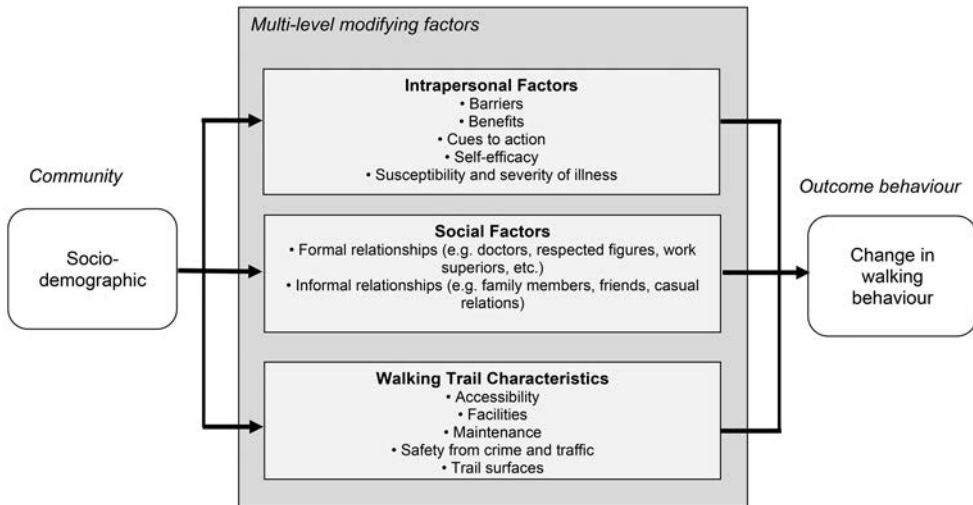 Multi-level modifying factors
Intrapersonal Factors
• Barriers
• Benefits
• Cues to action
• Self-efficacy
• Susceptibility and severity of illness
Community
Socio-
demographic
Social Factors
• Formal relationships (e.g. doctors, respected figures, work
superiors, etc.)
• Informal relationships (e.g. family members, friends, casual
relations)
Outcome behaviour
Change in
walking
behaviour
Walking Trail Characteristics
• Accessibility
• Facilities
• Maintenance
• Safety from crime and traffic
• Trail surfaces